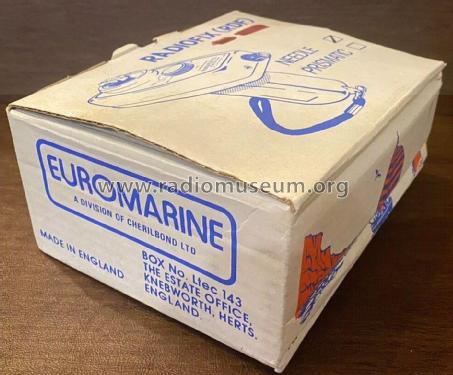 RADIOFIX (RDF)
NEEDLE
PRISMATIC
www.radiomuseum.org
EUROMARINE
A DIVISION OF CHERILBOND LTD
MADE IN ENGLAND
BOX No. Llec 143
THE ESTATE OFFICE
KNEBWORTH, HERTS.
ENGLAND.